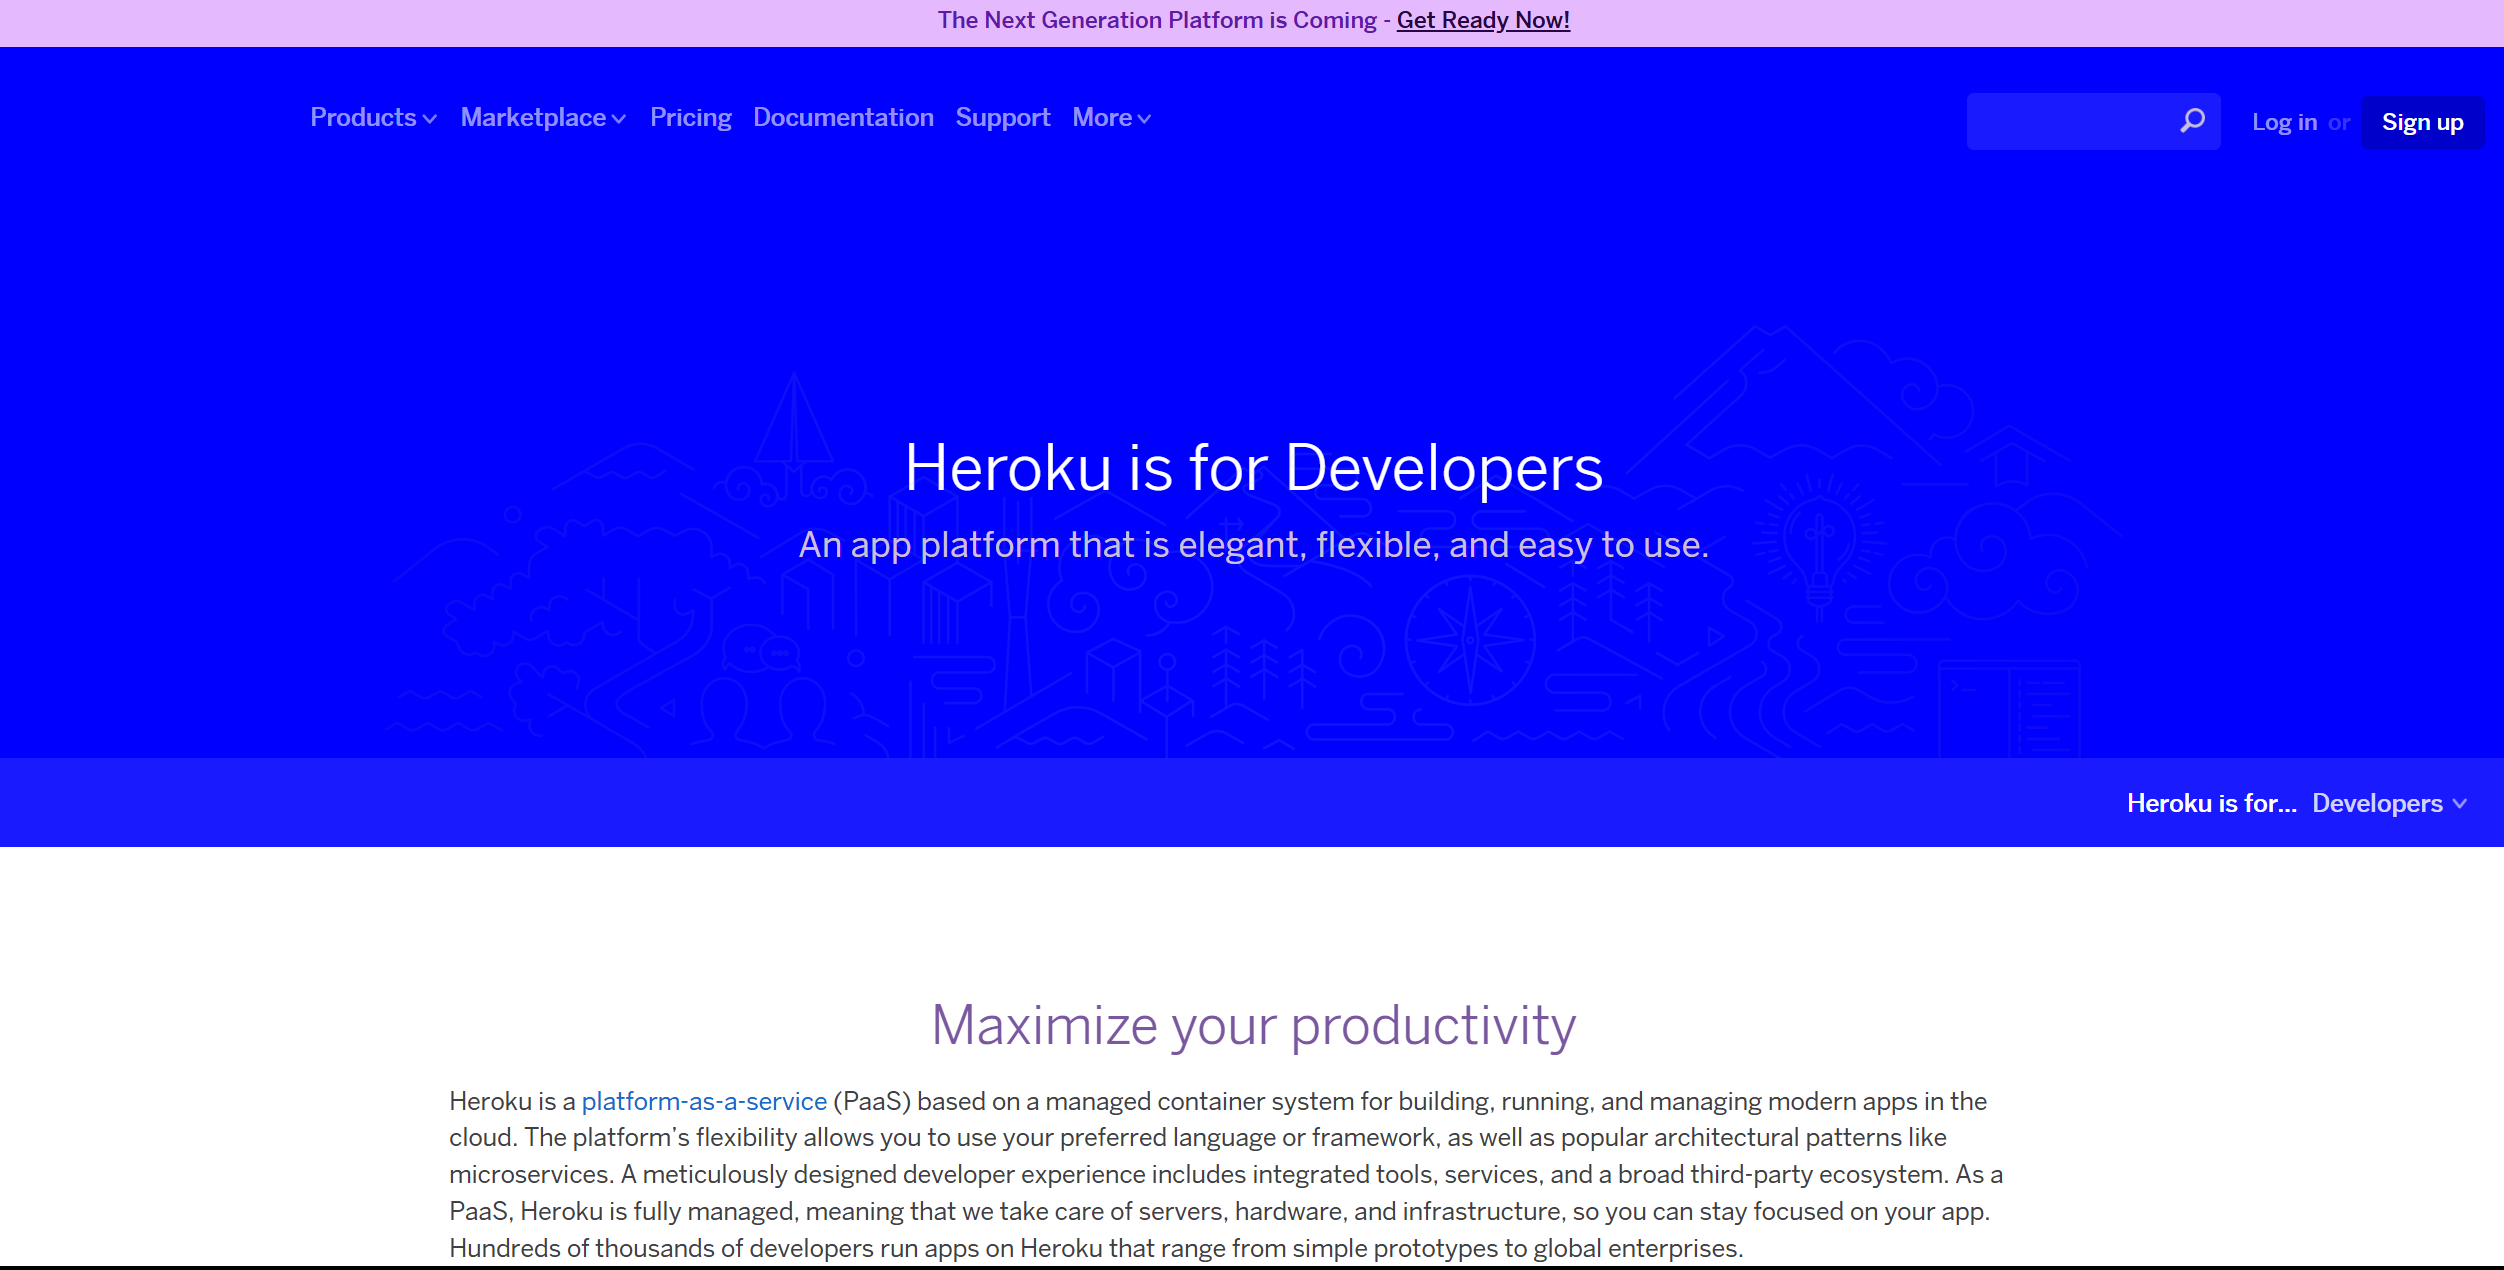 The Next Generation Platform is Coming - Get Ready Now!
Products Marketplace Pricing Documentation Support More
Log in or Sign up
Heroku is for Developers
An app platform that is elegant, flexible, and easy to use.
Heroku is for... Developers
Maximize your productivity
Heroku is a platform-as-a-service (PaaS) based on a managed container system for building, running, and managing modern apps in the
cloud. The platform’s flexibility allows you to use your preferred language or framework, as well as popular architectural patterns like
microservices. A meticulously designed developer experience includes integrated tools, services, and a broad third-party ecosystem. As a
PaaS, Heroku is fully managed, meaning that we take care of servers, hardware, and infrastructure, so you can stay focused on your app.
Hundreds of thousands of developers run apps on Heroku that range from simple prototypes to global enterprises.